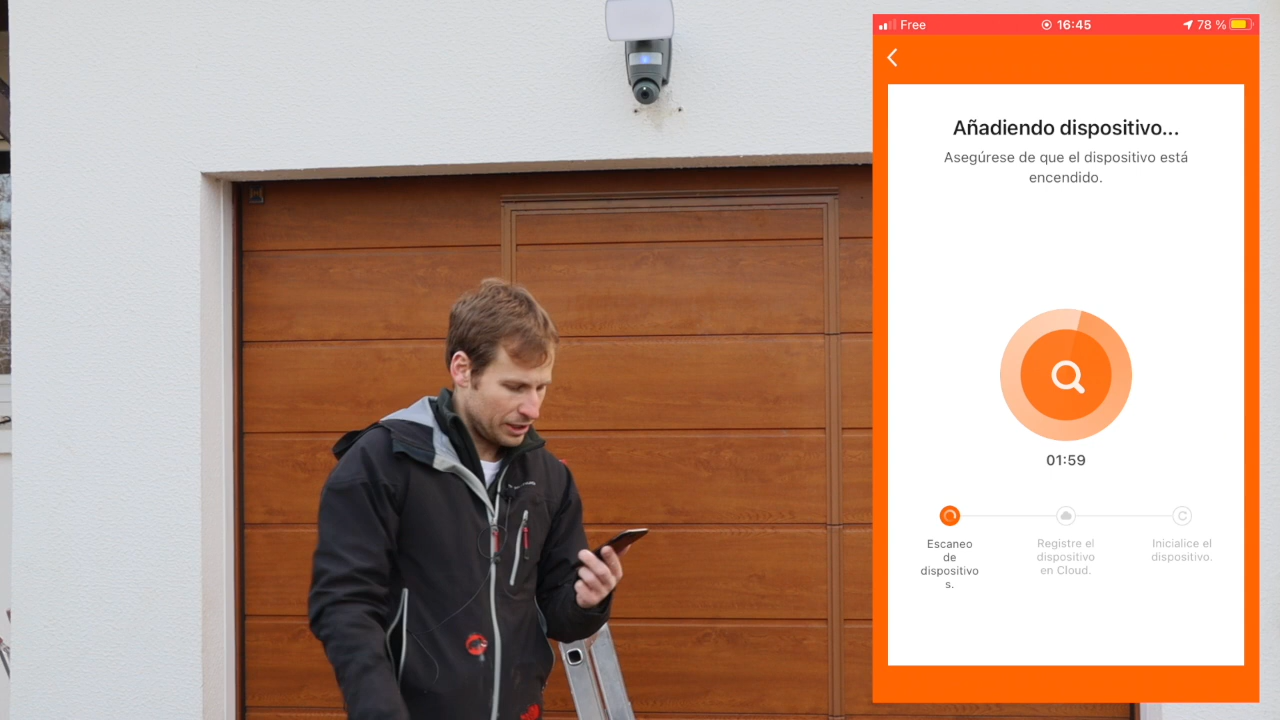 Free
16:45
78 %
Añadiendo dispositivo...
Asegúrese de que el dispositivo está
encendido.
01:59
Escaneo
de
dispositivo
s.
Registre el
dispositivo
en Cloud.
Inicialice el
dispositivo.